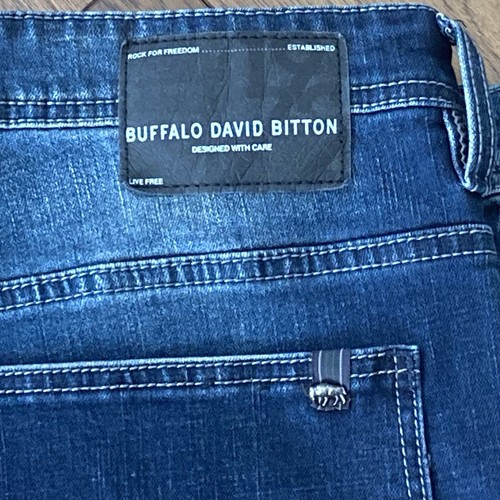 ROCK FOR FREEDOM ........................ ESTABLISHED
BUFFALO DAVID BITTON
DESIGNED WITH CARE
LIVE FREE